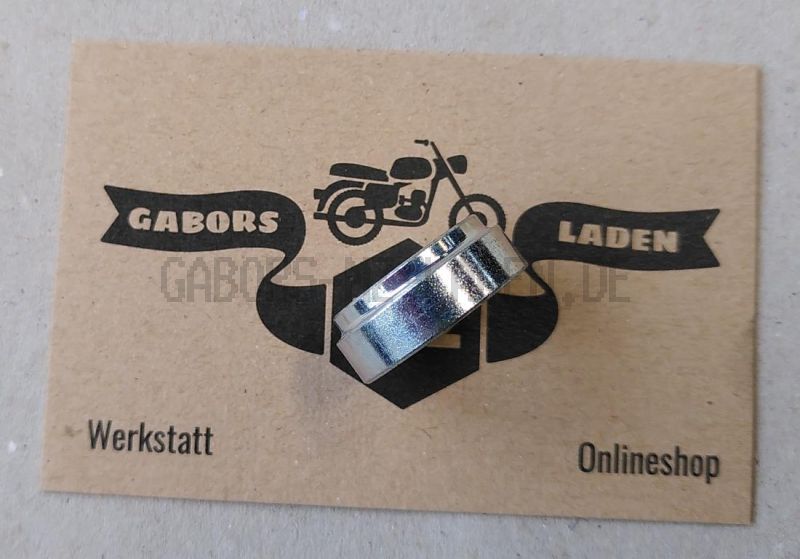 GABORS
LADEN
Werkstatt
Onlineshop